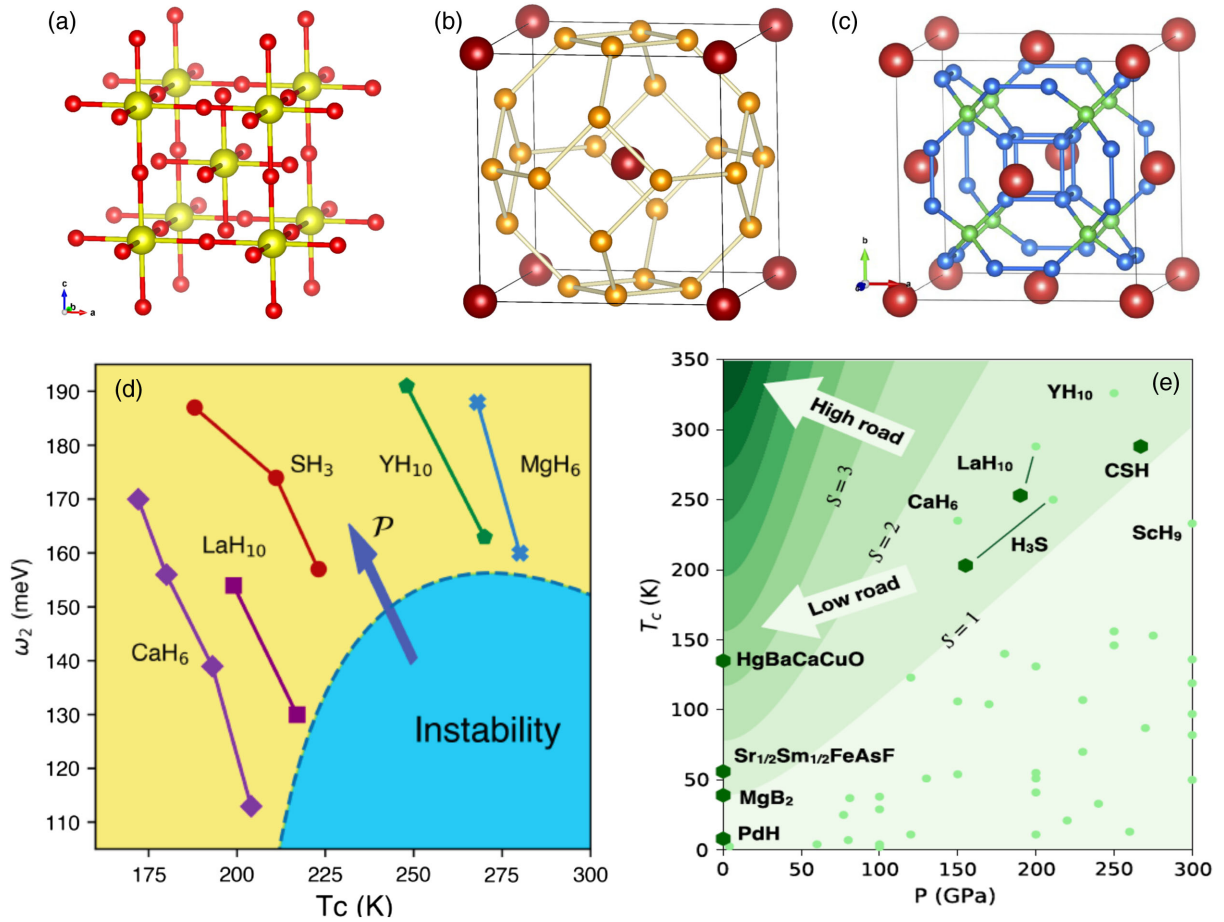 (a)
(b)
(c)
c
b
a
b
a
(d)
ω₂ (meV)
190
180
170
160
150
140
130
120
110
SH₃
YH₁₀
MgH₆
𝒫
LaH₁₀
CaH₆
Instability
175
200
225
250
275
300
Tc (K)
(e)
T_c (K)
350
300
250
200
150
100
50
0
High road
Low road
S = 3
S = 2
S = 1
YH₁₀
LaH₁₀
CSH
CaH₆
H₃S
ScH₉
HgBaCaCuO
Sr₁/₂Sm₁/₂FeAsF
MgB₂
PdH
0
50
100
150
200
250
300
P (GPa)